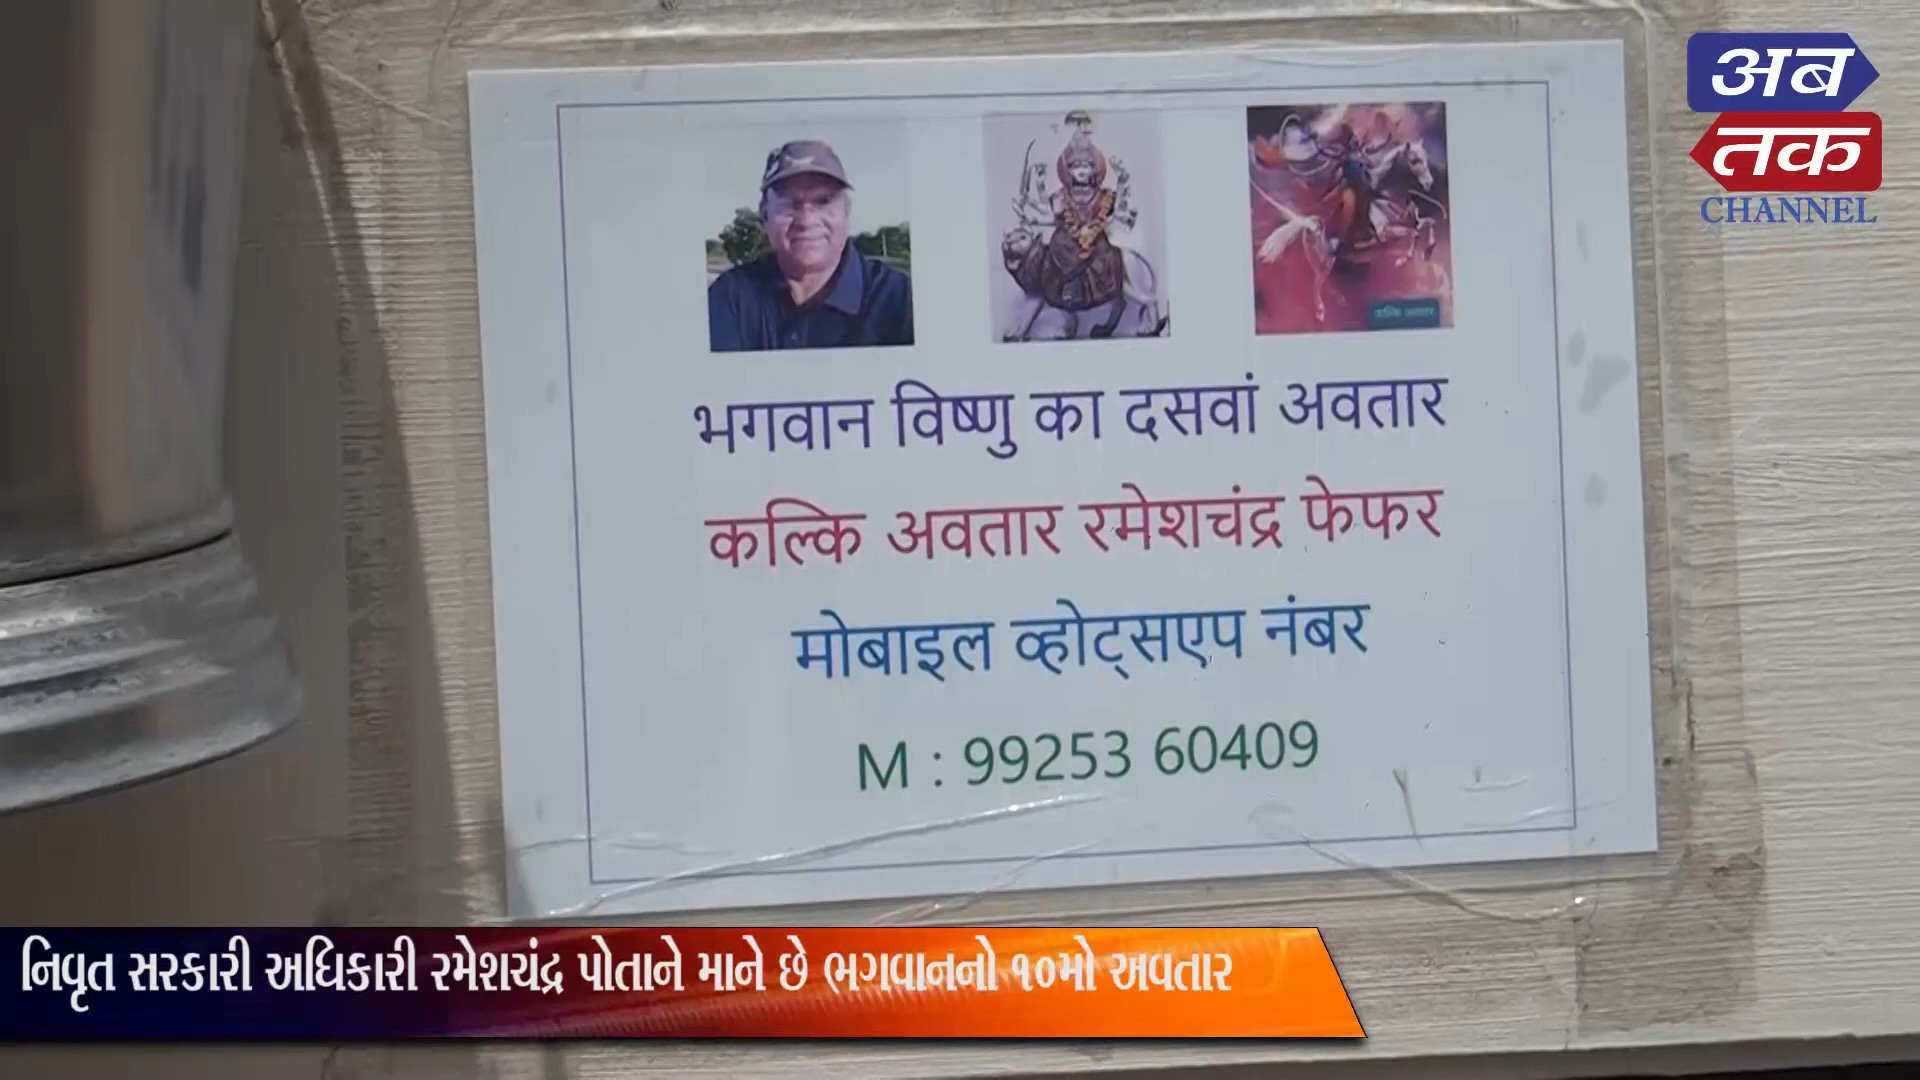 अब
तक
CHANNEL
भगवान विष्णु का दसवां अवतार
कल्कि अवतार रमेशचंद्र फेफर
मोबाइल व्होट्सएप नंबर
M : 99253 60409
નિવૃત સરકારી અધિકારી રમેશચંદ્ર પોતાને માને છે ભગવાનનો ૧૦મો અવતાર